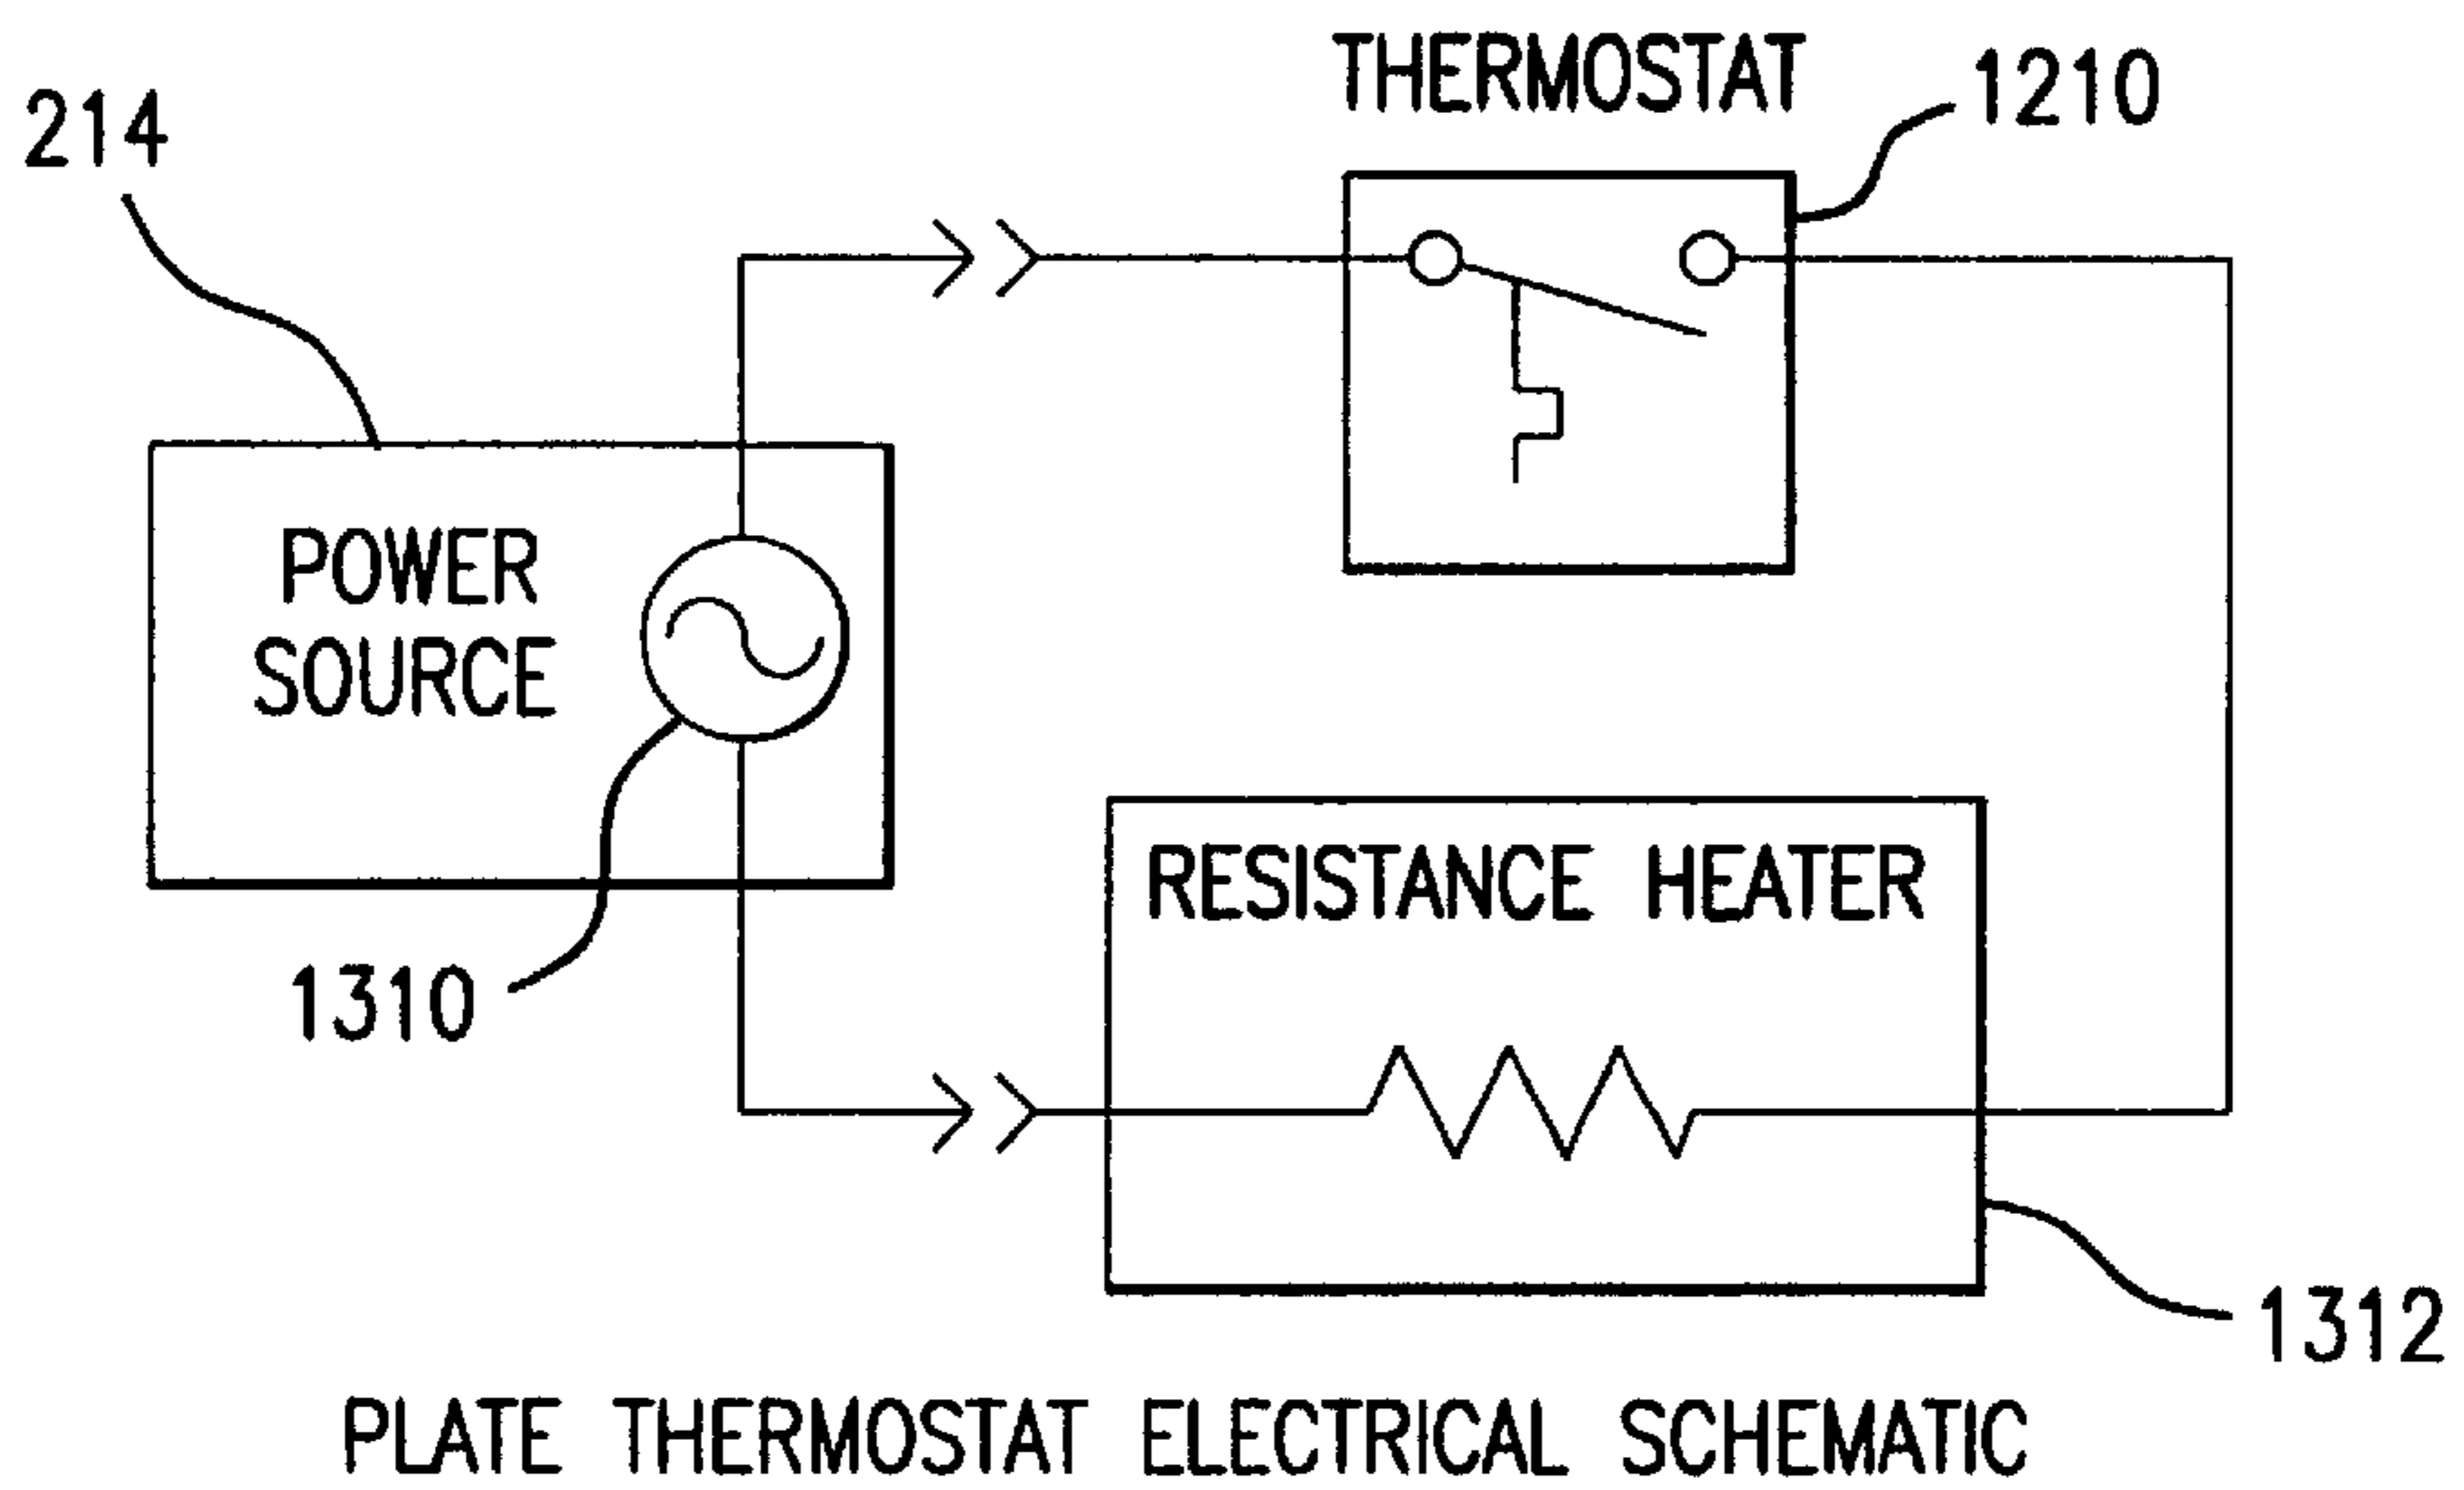 THERMOSTAT
1210
214
POWER
SOURCE
1310
RESISTANCE HEATER
1312
PLATE THERMOSTAT ELECTRICAL SCHEMATIC